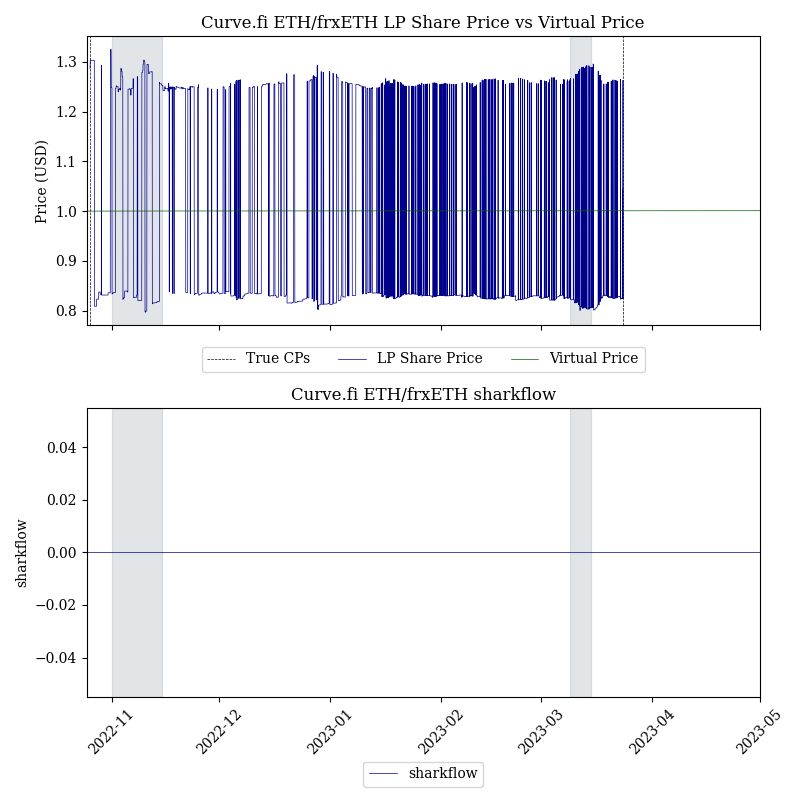 Curve.fi ETH/frxETH LP Share Price vs Virtual Price
Price (USD)
1.3
1.2
1.1
1.0
0.9
0.8
True CPs LP Share Price Virtual Price
Curve.fi ETH/frxETH sharkflow
sharkflow
0.04
0.02
0.00
−0.02
−0.04
2022-11 2022-12 2023-01 2023-02 2023-03 2023-04 2023-05
sharkflow